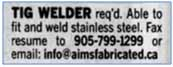 TIG WELDER req'd. Able to
fit and weld stainless steel. Fax
resume to 905-799-1299 or
email: info@aimsfabricated.ca